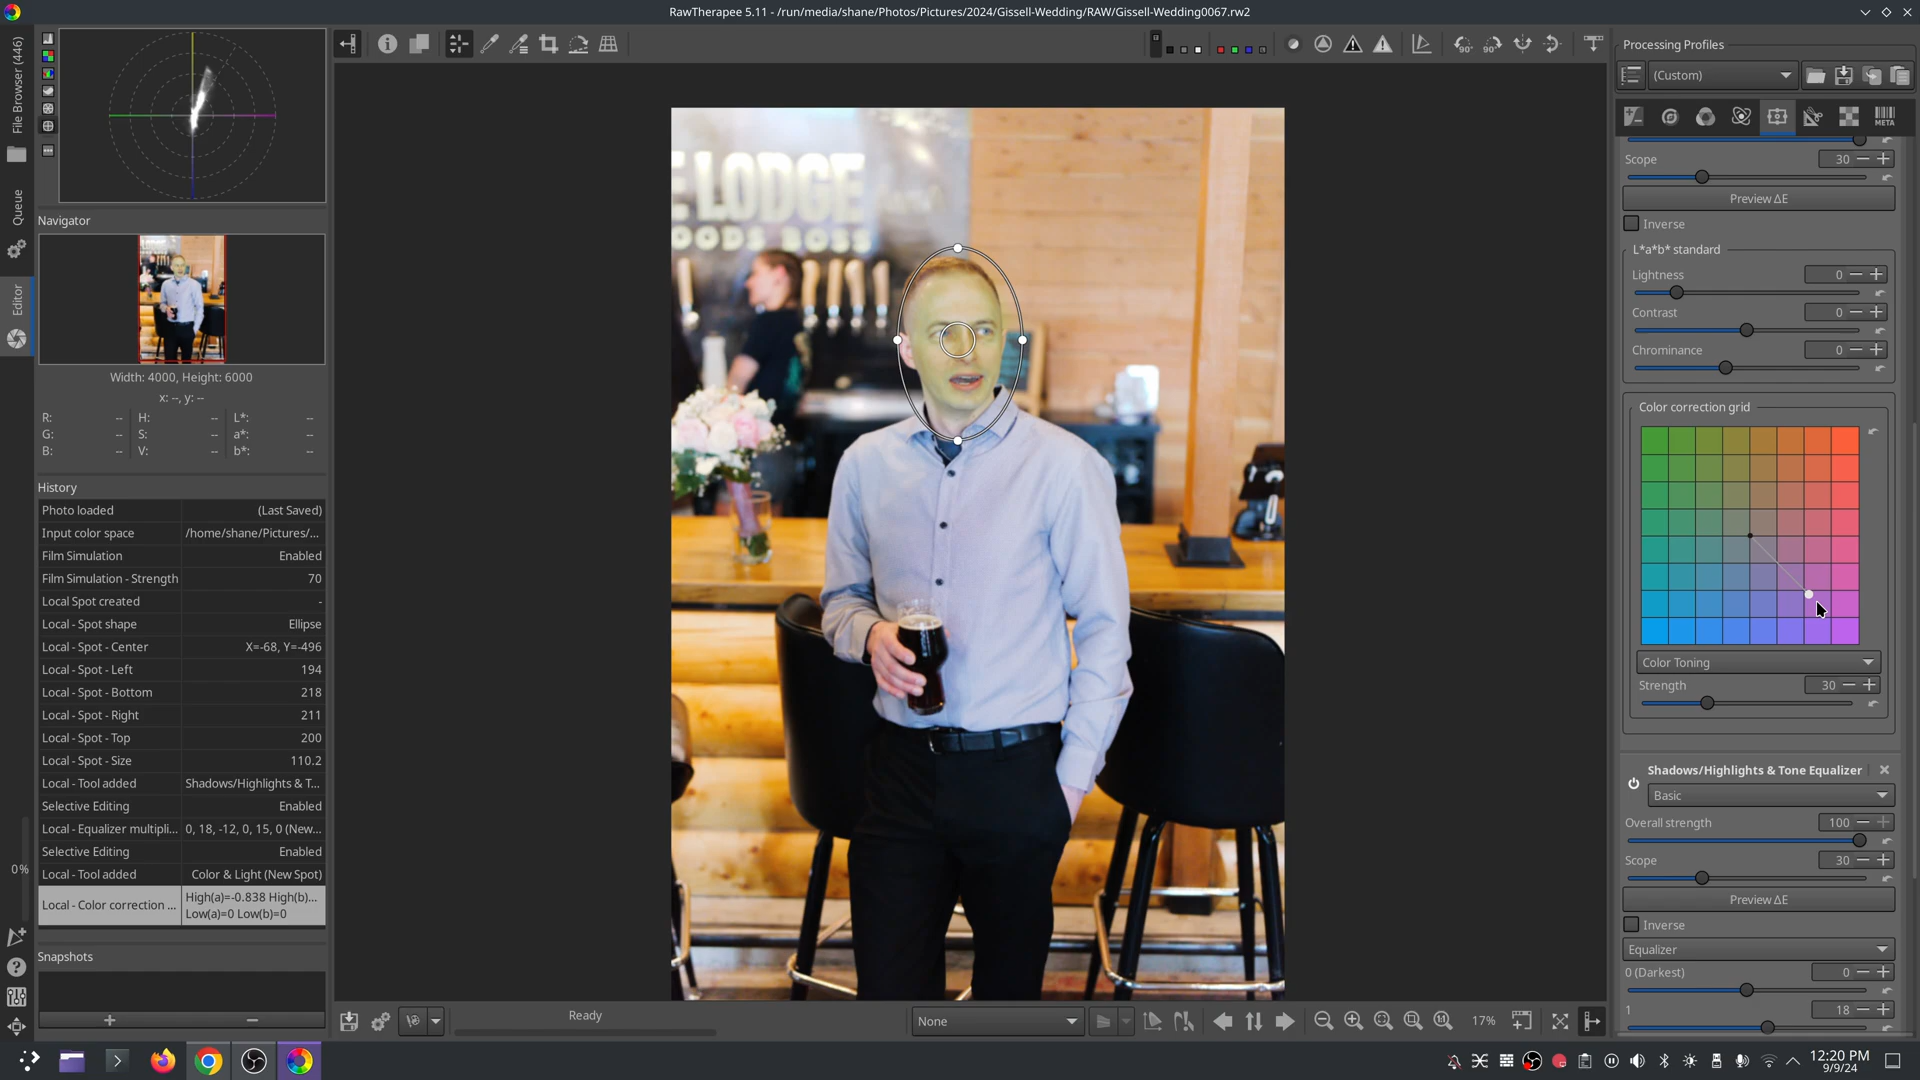 RawTherapee 5.11 - /run/media/shane/Photos/Pictures/2024/Gissell-Wedding/RAW/Gissell-Wedding0067.rw2
File Browser (446)
Queue
Editor
0%
Navigator
Width: 4000, Height: 6000
x: --, y: --
R: -- H: -- L*: --
G: -- S: -- a*: --
B: -- V: -- b*: --
History
Photo loaded (Last Saved)
Input color space /home/shane/Pictures/...
Film Simulation Enabled
Film Simulation - Strength 70
Local Spot created -
Local - Spot shape Ellipse
Local - Spot - Center X=-68, Y=-496
Local - Spot - Left 194
Local - Spot - Bottom 218
Local - Spot - Right 211
Local - Spot - Top 200
Local - Spot - Size 110.2
Local - Tool added Shadows/Highlights & T...
Selective Editing Enabled
Local - Equalizer multipli... 0, 18, -12, 0, 15, 0 (New...
Selective Editing Enabled
Local - Tool added Color & Light (New Spot)
Local - Color correction ... High(a)=-0.838 High(b)...
Low(a)=0 Low(b)=0
Snapshots
E LODGE
OODS BOSS
Ready
None
17%
Processing Profiles
(Custom)
META
Scope 30
Preview ΔE
Inverse
L*a*b* standard
Lightness 0
Contrast 0
Chrominance 0
Color correction grid
Color Toning
Strength 30
Shadows/Highlights & Tone Equalizer
Basic
Overall strength 100
Scope 30
Preview ΔE
Inverse
Equalizer
0 (Darkest) 0
1 18
12:20 PM
9/9/24